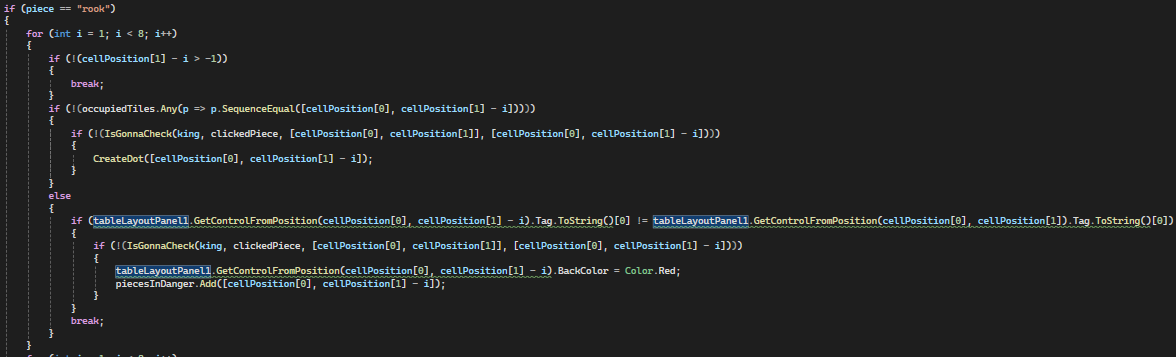 if (piece == "rook")
{
for (int i = 1; i < 8; i++)
{
if (!(cellPosition[1] - i > -1))
{
break;
}
if (!(occupiedTiles.Any(p => p.SequenceEqual([cellPosition[0], cellPosition[1] - i]))))
{
if (!(IsGonnaCheck(king, clickedPiece, [cellPosition[0], cellPosition[1]], [cellPosition[0], cellPosition[1] - i])))
{
CreateDot([cellPosition[0], cellPosition[1] - i]);
}
}
else
{
if (tableLayoutPanel1.GetControlFromPosition(cellPosition[0], cellPosition[1] - i).Tag.ToString()[0] != tableLayoutPanel1.GetControlFromPosition(cellPosition[0], cellPosition[1]).Tag.ToString()[0])
{
if (!(IsGonnaCheck(king, clickedPiece, [cellPosition[0], cellPosition[1]], [cellPosition[0], cellPosition[1] - i])))
{
tableLayoutPanel1.GetControlFromPosition(cellPosition[0], cellPosition[1] - i).BackColor = Color.Red;
piecesInDanger.Add([cellPosition[0], cellPosition[1] - i]);
}
}
break;
}
}